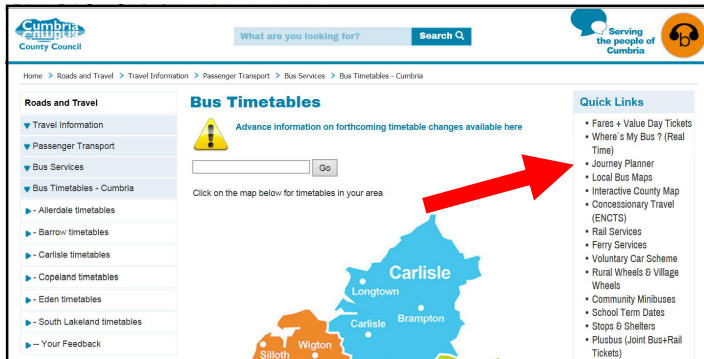 Cumbria
County Council
What are you looking for?
Search
Serving
the people of
Cumbria
b
Home > Roads and Travel > Travel Information > Passenger Transport > Bus Services > Bus Timetables - Cumbria
Roads and Travel
Travel Information
Passenger Transport
Bus Services
Bus Timetables - Cumbria
- Allerdale timetables
- Barrow timetables
- Carlisle timetables
- Copeland timetables
- Eden timetables
- South Lakeland timetables
-- Your Feedback
Bus Timetables
Advance information on forthcoming timetable changes available here
Go
Click on the map below for timetables in your area
Carlisle
Longtown
Carlisle
Brampton
Wigton
Silloth
Quick Links
• Fares + Value Day Tickets
• Where`s My Bus ? (Real
Time)
• Journey Planner
• Local Bus Maps
• Interactive County Map
• Concessionary Travel
(ENCTS)
• Rail Services
• Ferry Services
• Voluntary Car Scheme
• Rural Wheels & Village
Wheels
• Community Minibuses
• School Term Dates
• Stops & Shelters
• Plusbus (Joint Bus+Rail
Tickets)